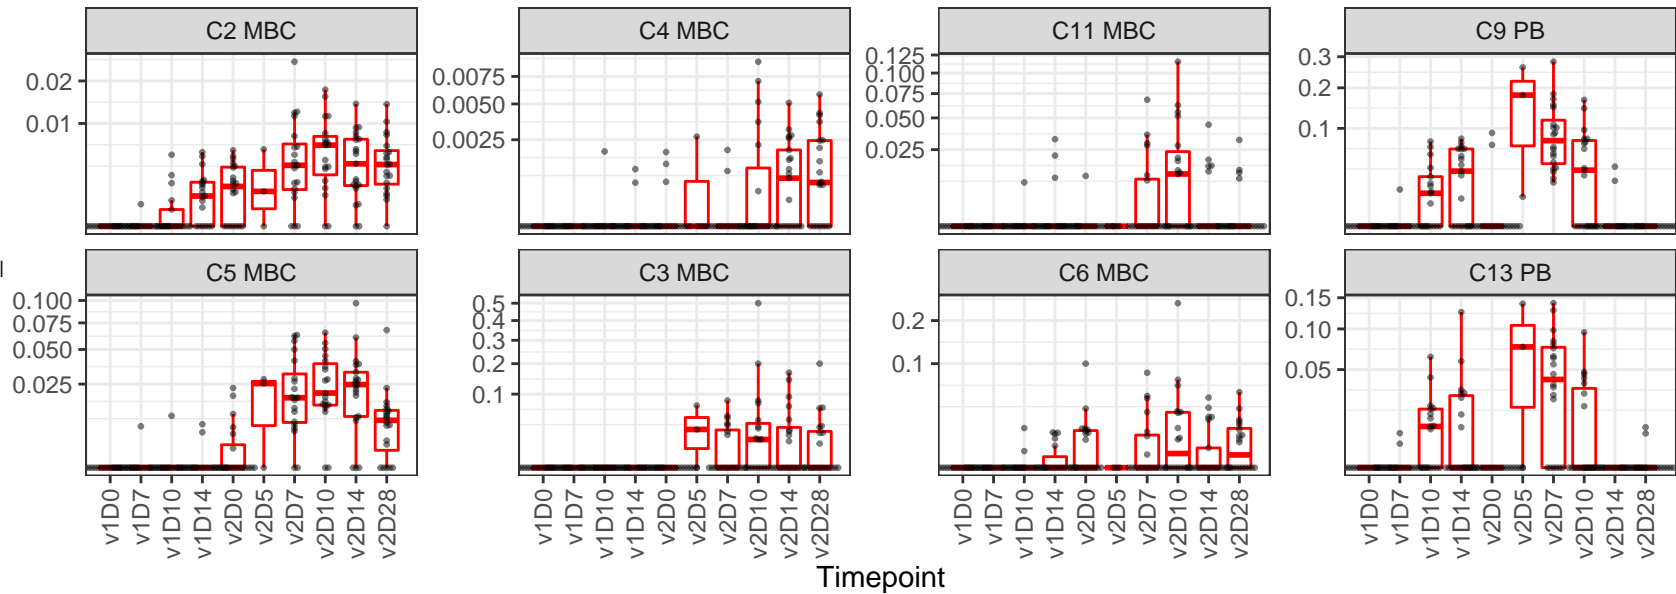 C2 MBC
C4 MBC
C11 MBC
C9 PB
0.02
0.01
0.0075
0.0050
0.0025
0.125
0.100
0.075
0.050
0.025
0.3
0.2
0.1
C5 MBC
C3 MBC
C6 MBC
C13 PB
0.100
0.075
0.050
0.025
0.5
0.4
0.3
0.2
0.1
0.2
0.1
0.15
0.10
0.05
v1D0
v1D7
v1D10
v1D14
v2D0
v2D5
v2D7
v2D10
v2D14
v2D28
v1D0
v1D7
v1D10
v1D14
v2D0
v2D5
v2D7
v2D10
v2D14
v2D28
v1D0
v1D7
v1D10
v1D14
v2D0
v2D5
v2D7
v2D10
v2D14
v2D28
v1D0
v1D7
v1D10
v1D14
v2D0
v2D5
v2D7
v2D10
v2D14
v2D28
Timepoint